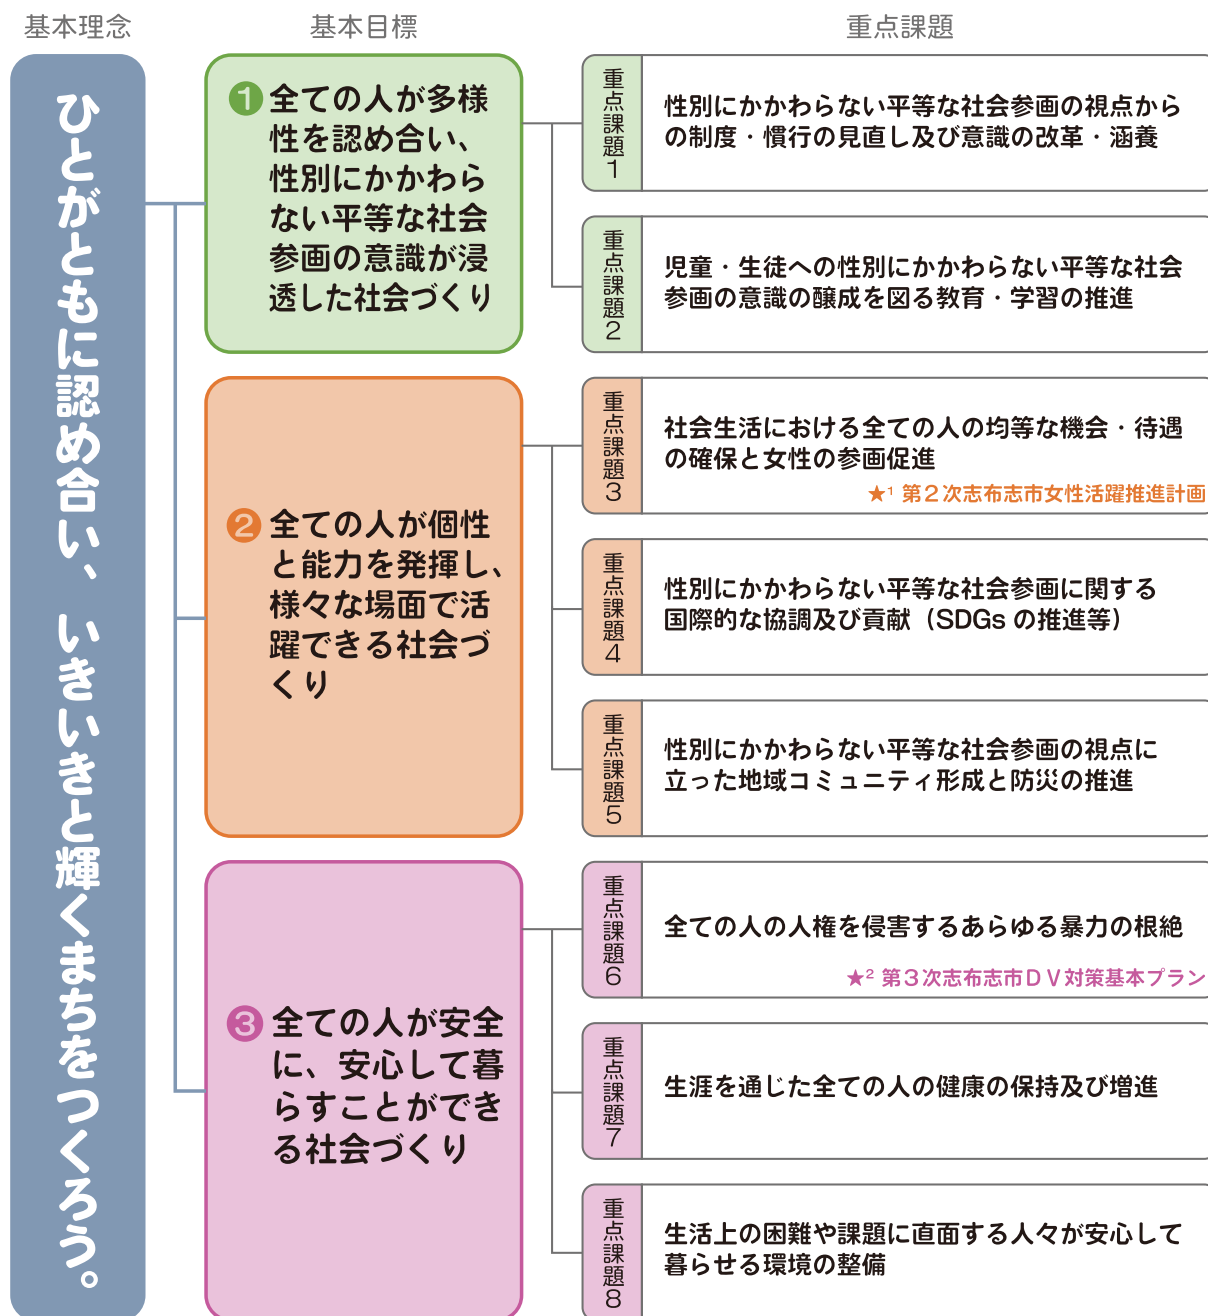 基本理念
基本目標
重点課題
ひとがともに認め合い、いきいきと輝くまちをつくろう。
❶全ての人が多様
性を認め合い、
性別にかかわら
ない平等な社会
参画の意識が浸
透した社会づくり
重点課題1
性別にかかわらない平等な社会参画の視点から
の制度・慣行の見直し及び意識の改革・涵養
重点課題2
児童・生徒への性別にかかわらない平等な社会
参画の意識の醸成を図る教育・学習の推進
❷全ての人が個性
と能力を発揮し、
様々な場面で活
躍できる社会づ
くり
重点課題3
社会生活における全ての人の均等な機会・待遇
の確保と女性の参画促進
★¹ 第２次志布志市女性活躍推進計画
重点課題4
性別にかかわらない平等な社会参画に関する
国際的な協調及び貢献（SDGs の推進等）
重点課題5
性別にかかわらない平等な社会参画の視点に
立った地域コミュニティ形成と防災の推進
❸全ての人が安全
に、安心して暮
らすことができ
る社会づくり
重点課題6
全ての人の人権を侵害するあらゆる暴力の根絶
★² 第３次志布志市ＤＶ対策基本プラン
重点課題7
生涯を通じた全ての人の健康の保持及び増進
重点課題8
生活上の困難や課題に直面する人々が安心して
暮らせる環境の整備